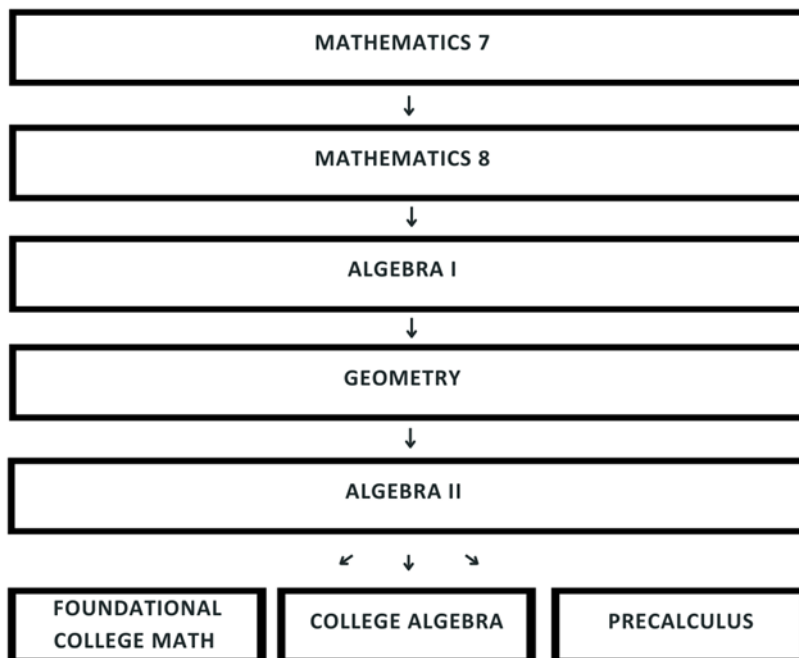 MATHEMATICS 7
MATHEMATICS 8
ALGEBRA I
GEOMETRY
ALGEBRA II
FOUNDATIONAL
COLLEGE MATH
COLLEGE ALGEBRA
PRECALCULUS